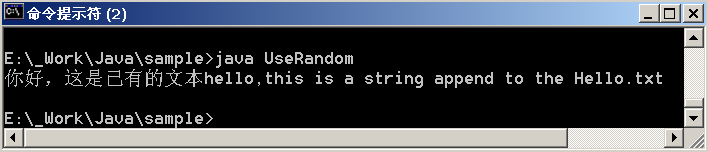 命令提示符 (2)
E:\_Work\Java\sample>java UseRandom
你好，这是已有的文本hello,this is a string append to the Hello.txt
E:\_Work\Java\sample>